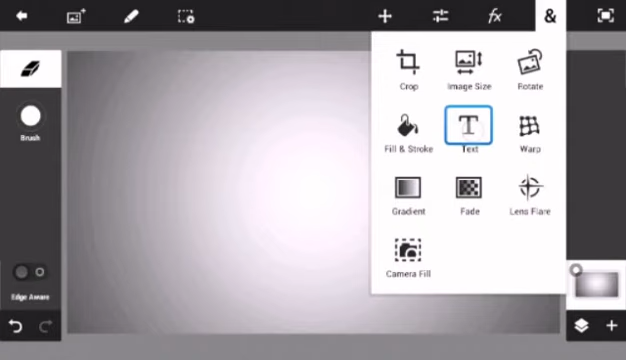 fx
&
Crop
Image Size
Rotate
Fill & Stroke
T
Text
Warp
Gradient
Fade
Lens Flare
Camera Fill
Brush
Edge Aware